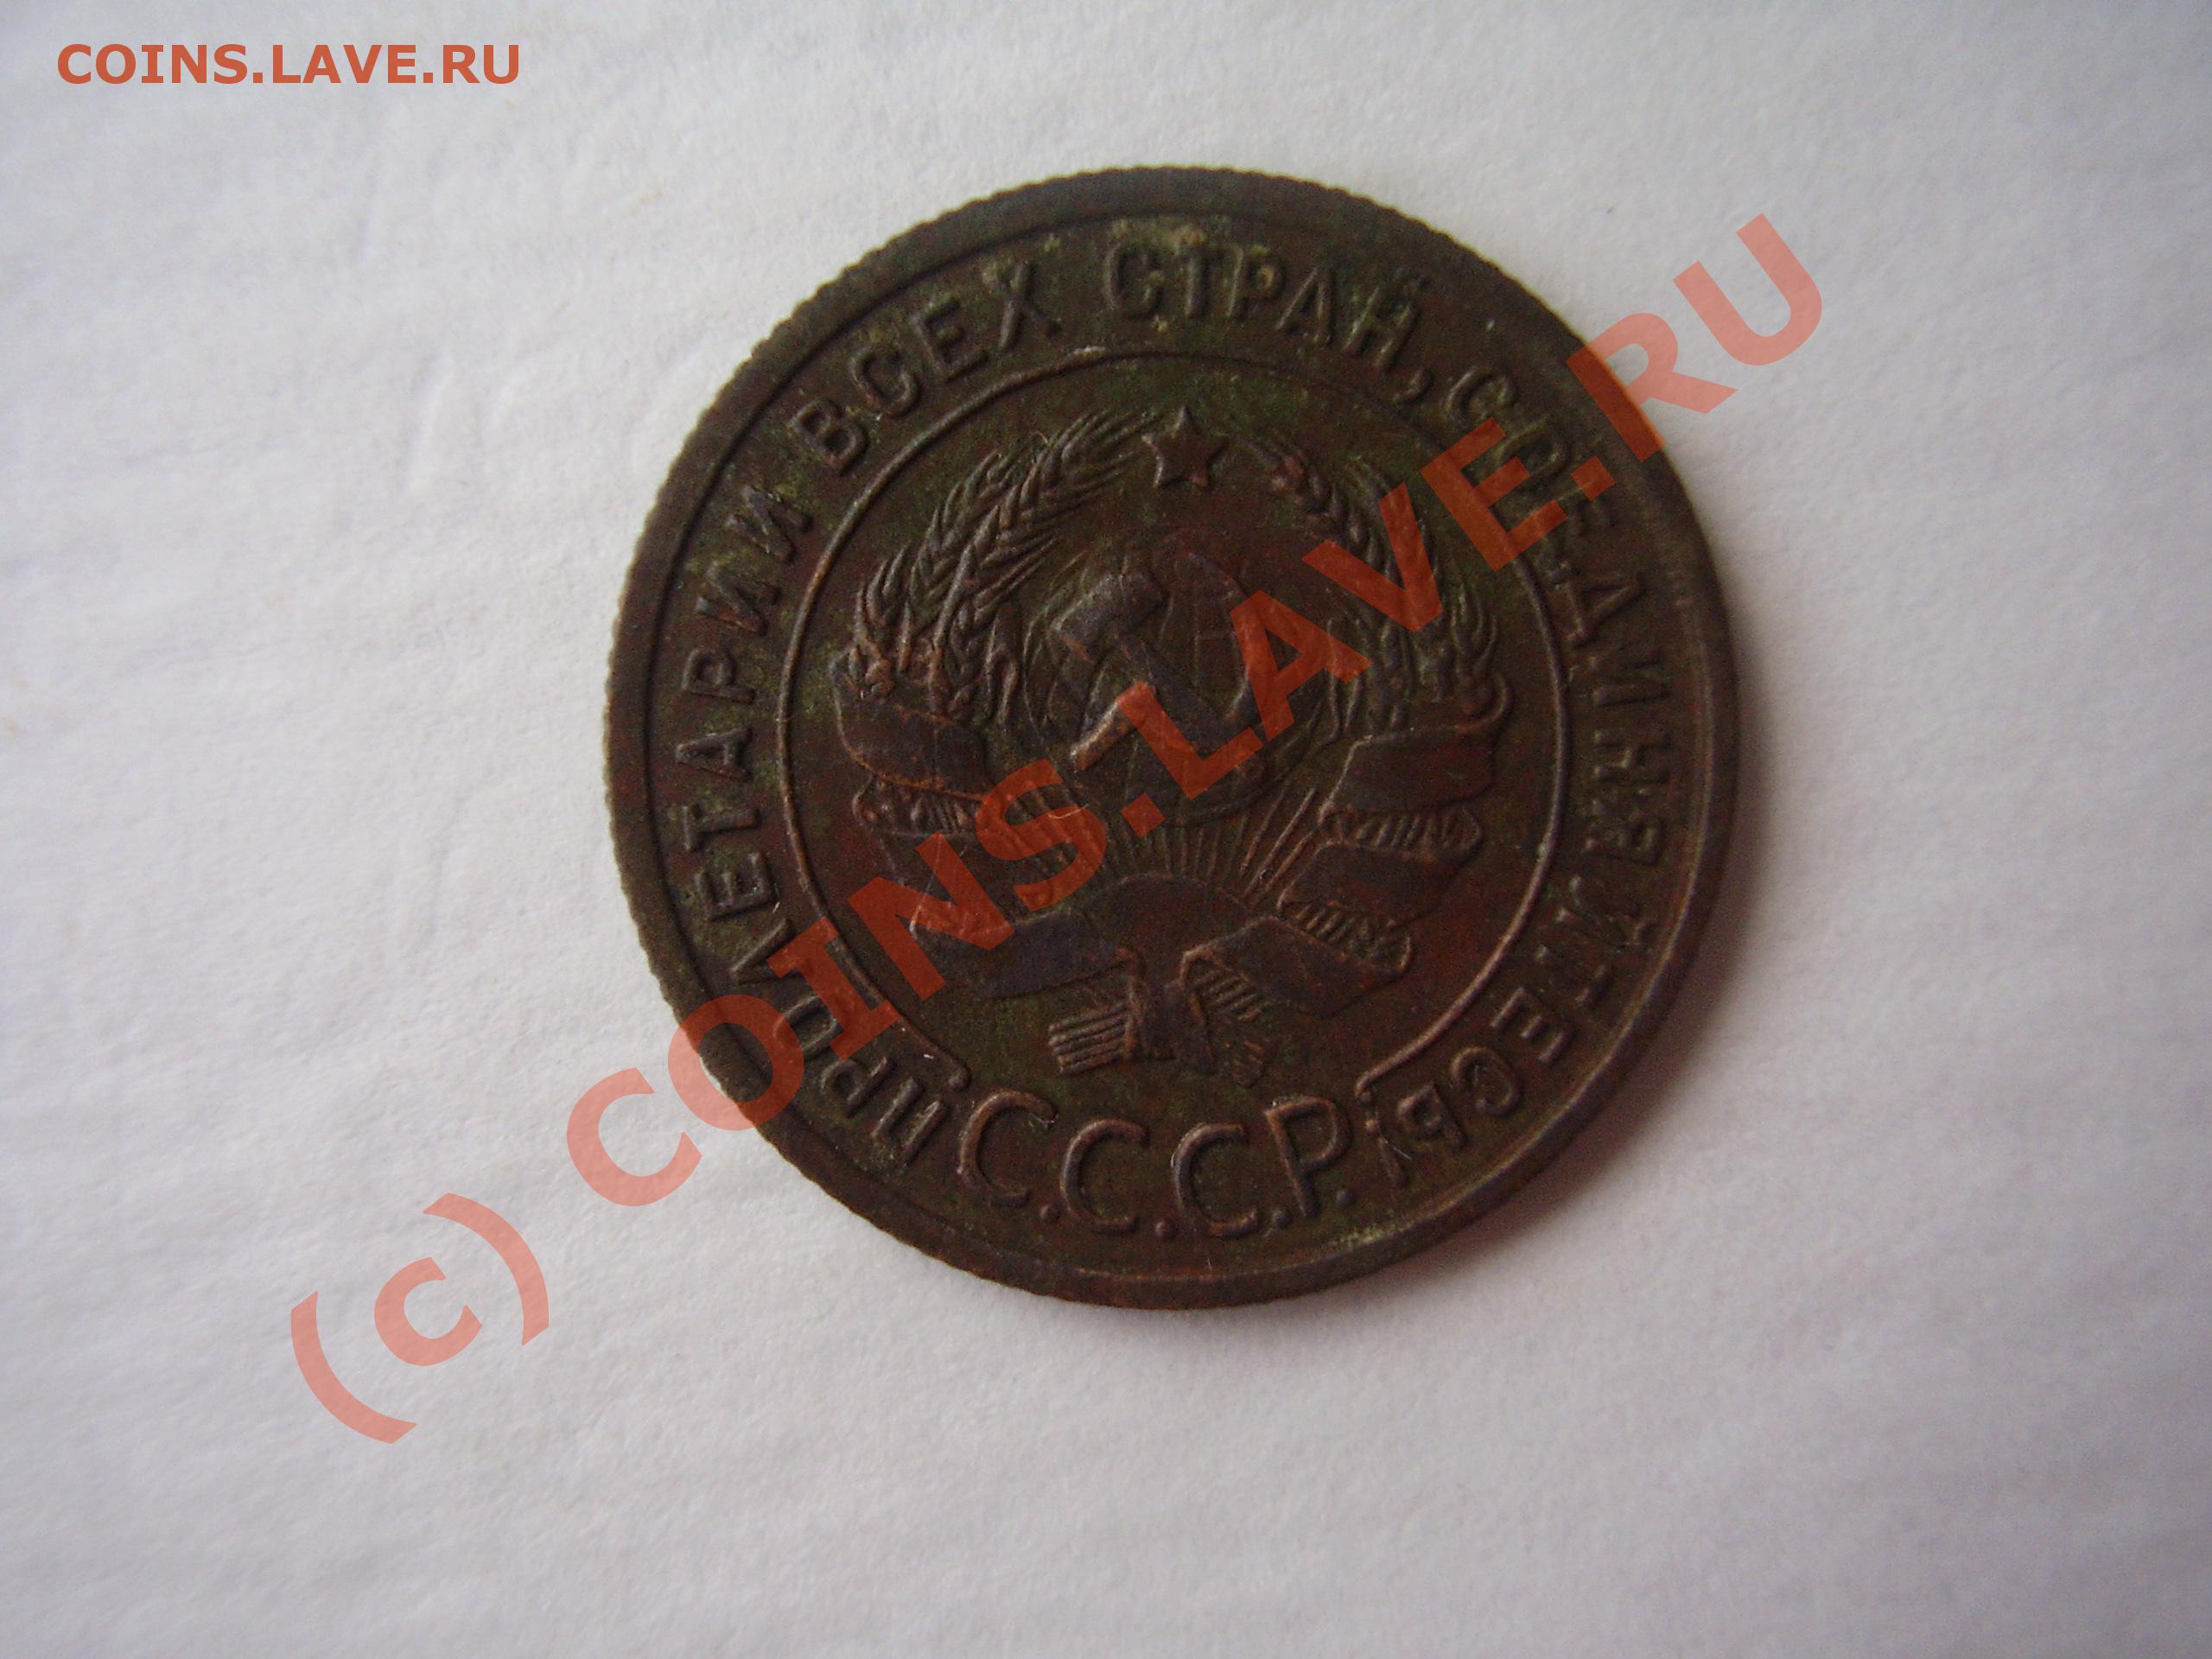 COINS.LAVE.RU
ПРОЛЕТАРИИ ВСЕХ СТРАН, СОЕДИНЯЙТЕСЬ!
С.С.С.Р.
(c) COINS.LAVE.RU